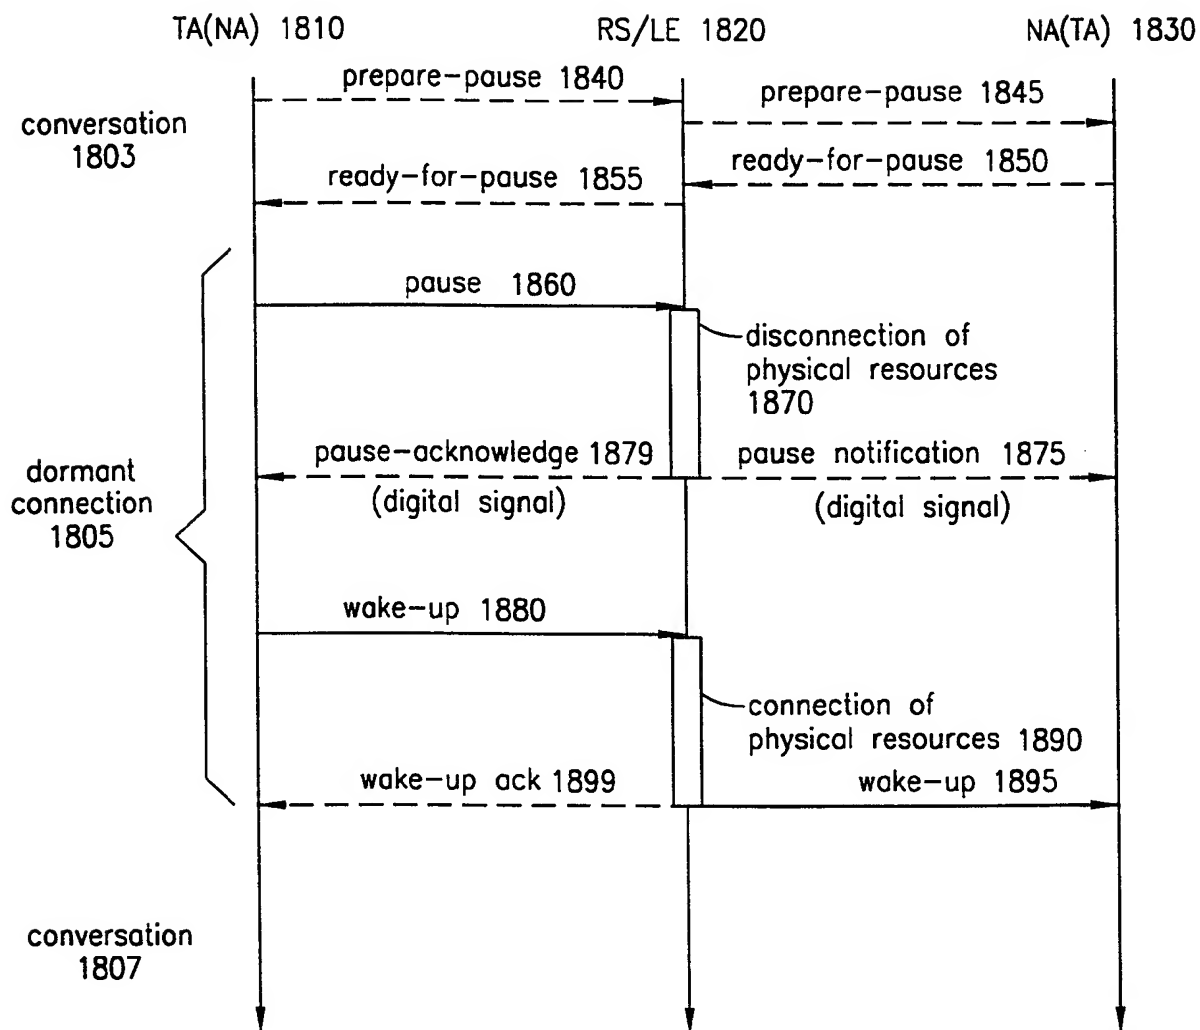 TA(NA) 1810
RS/LE 1820
NA(TA) 1830
prepare-pause 1840
prepare-pause 1845
conversation
1803
ready-for-pause 1850
ready-for-pause 1855
pause 1860
disconnection of
physical resources
1870
pause-acknowledge 1879
pause notification 1875
(digital signal)
(digital signal)
dormant
connection
1805
wake-up 1880
connection of
physical resources 1890
wake-up ack 1899
wake-up 1895
conversation
1807